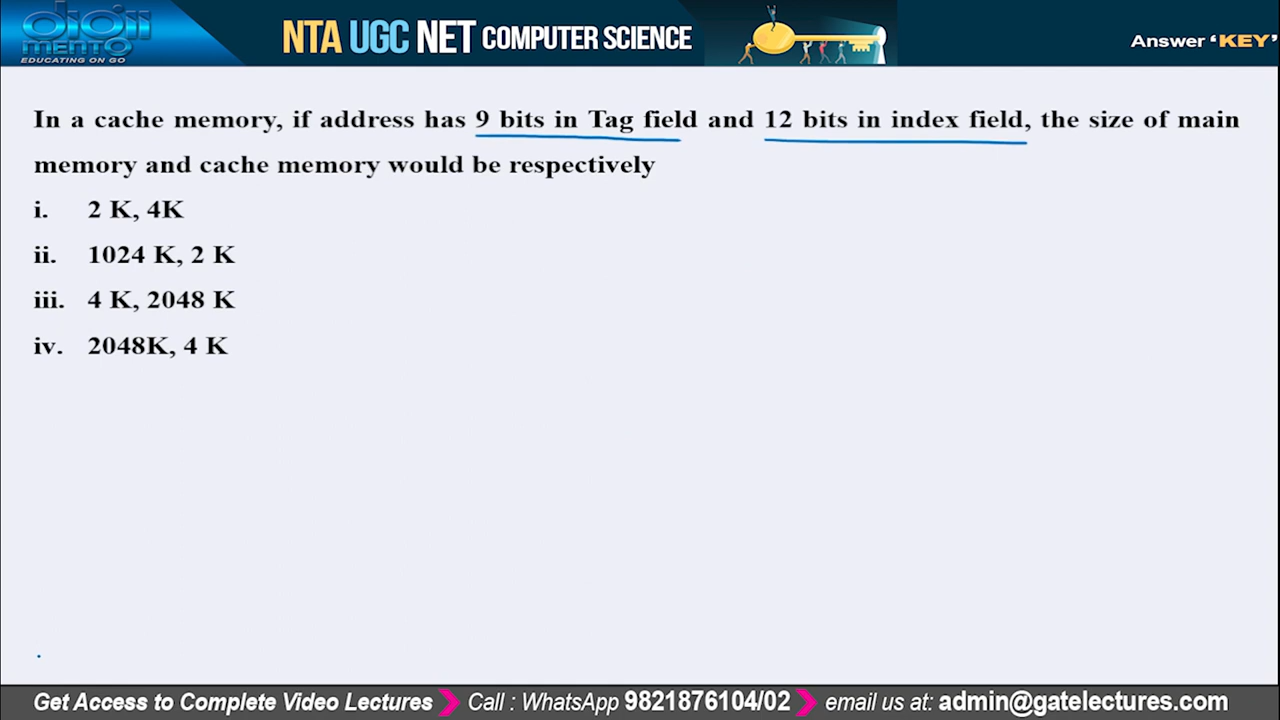 DIGII
MENTO
EDUCATING ON GO
NTA UGC NET COMPUTER SCIENCE
Answer ‘KEY’
In a cache memory, if address has 9 bits in Tag field and 12 bits in index field, the size of main
memory and cache memory would be respectively
i. 2 K, 4K
ii. 1024 K, 2 K
iii. 4 K, 2048 K
iv. 2048K, 4 K
Get Access to Complete Video Lectures Call : WhatsApp 9821876104/02 email us at: admin@gatelectures.com